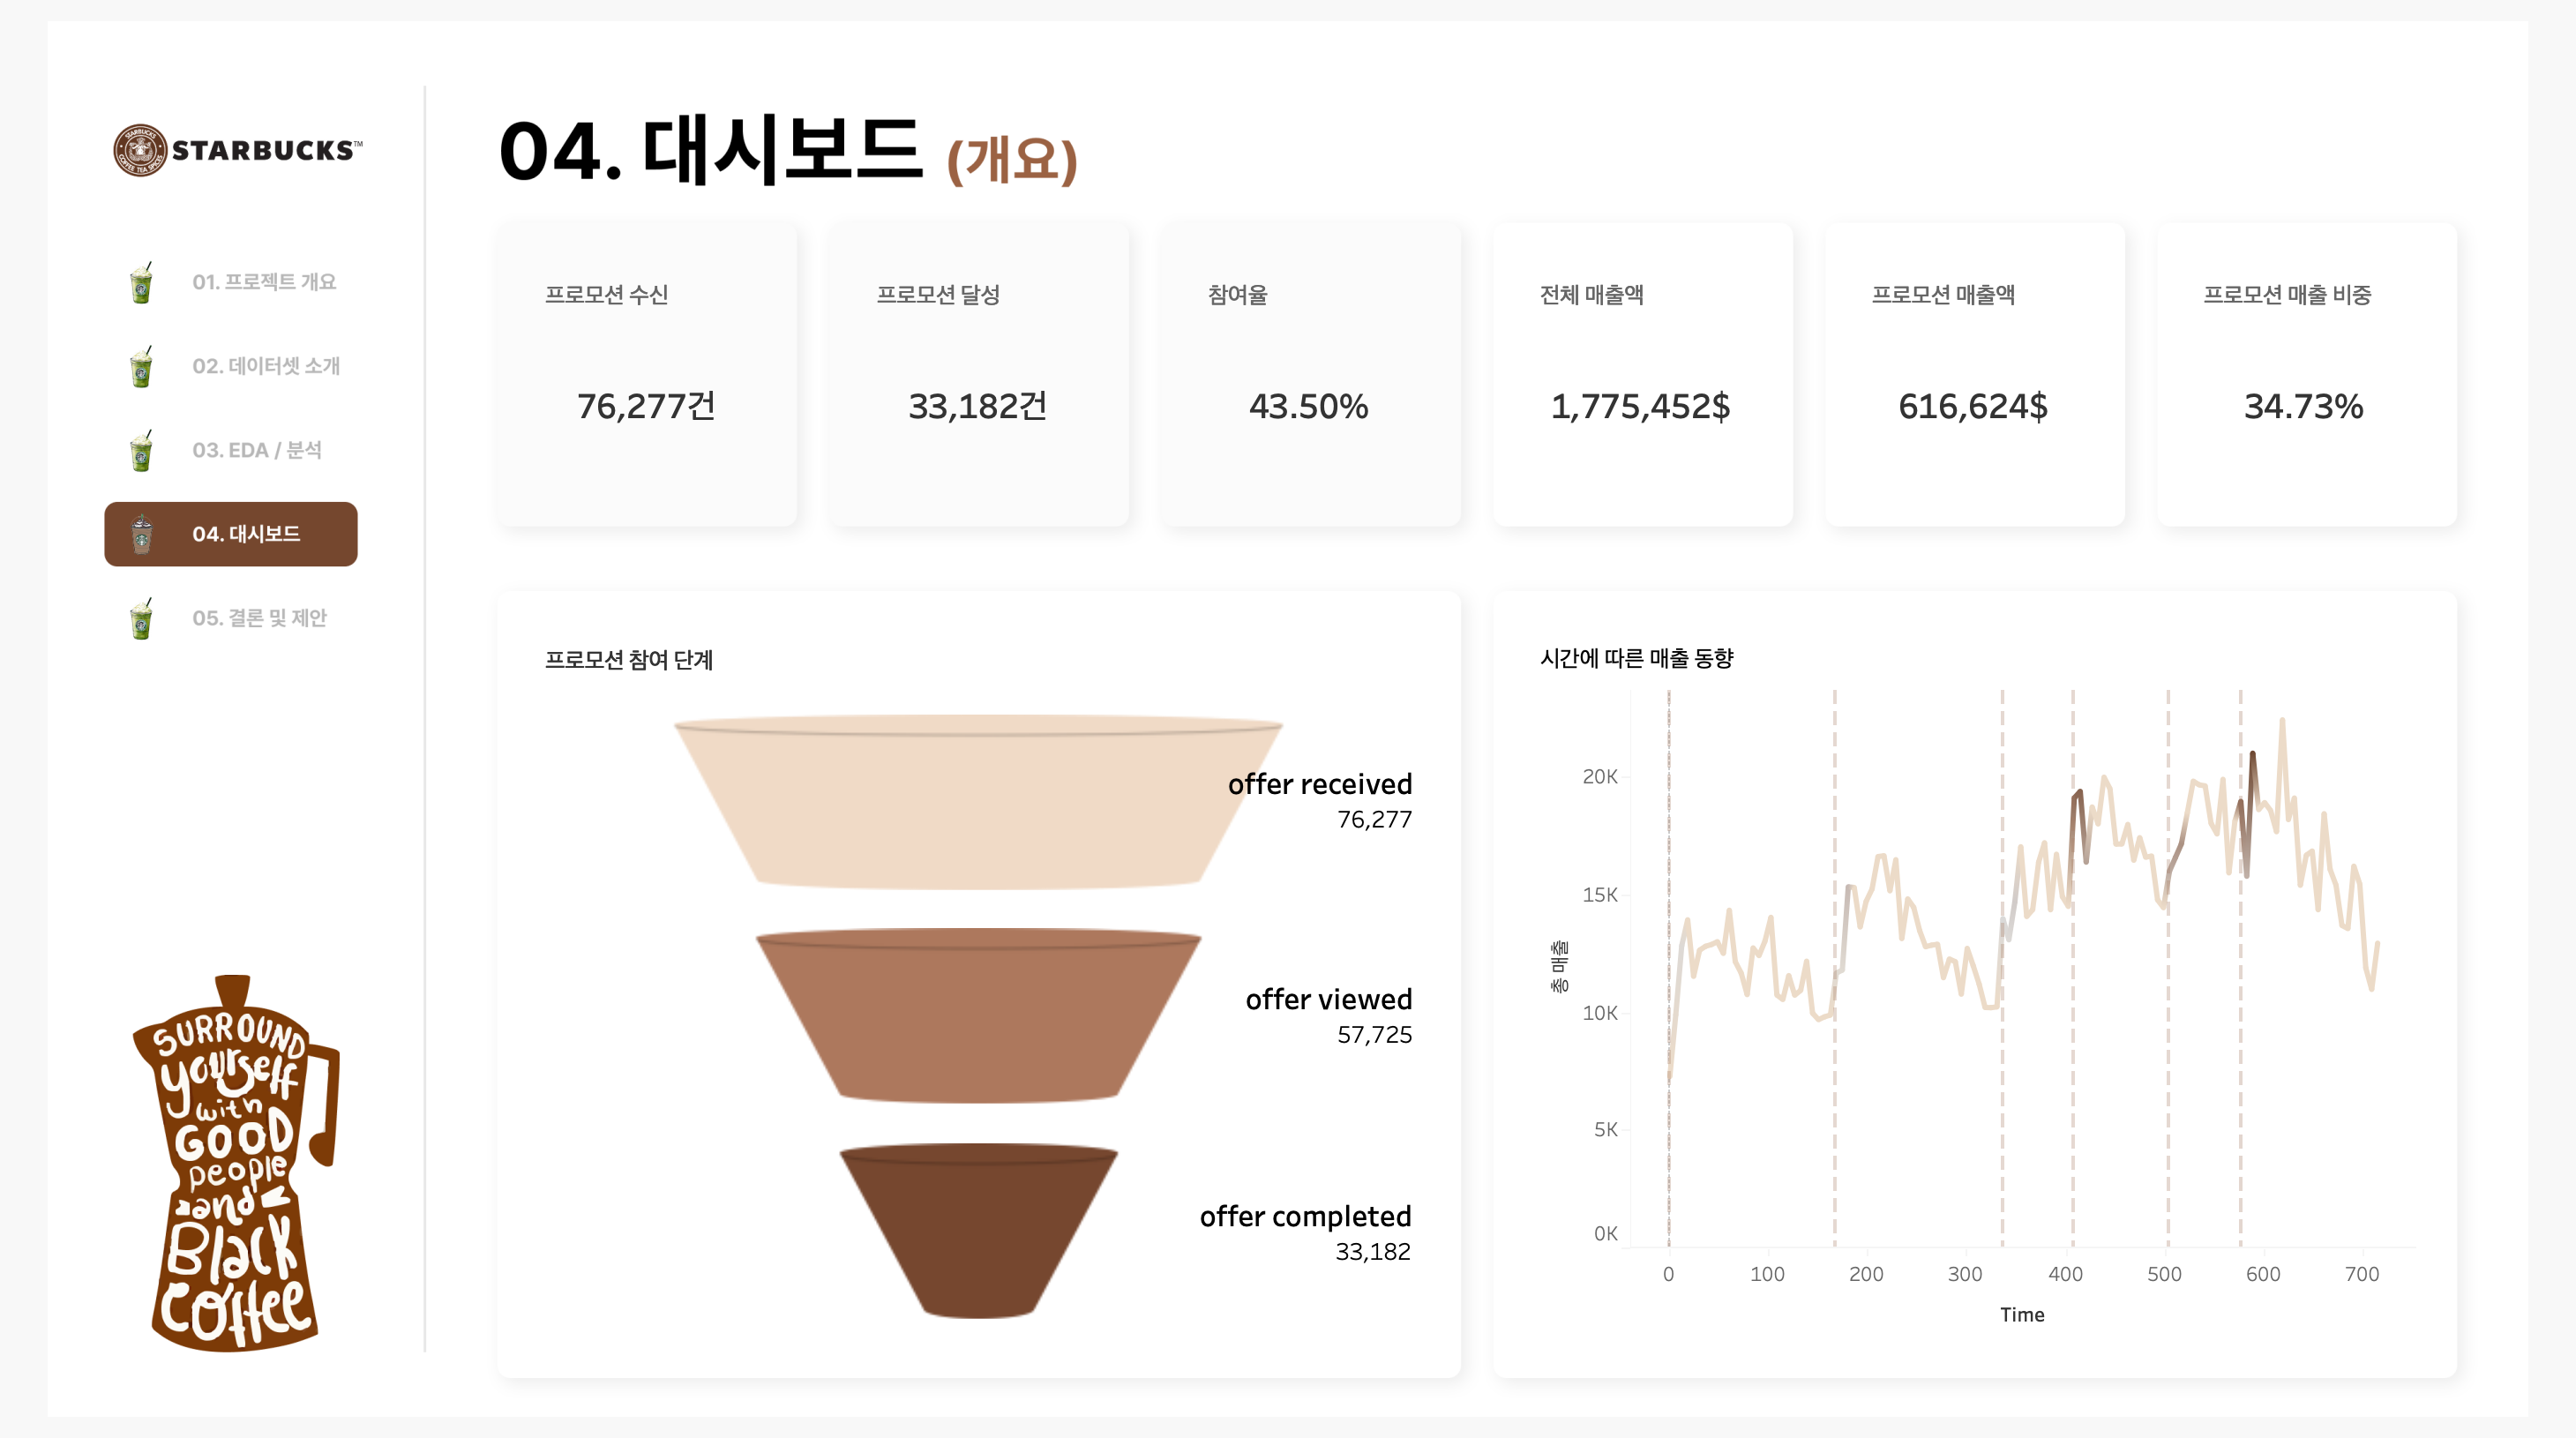 STARBUCKS™
01. 프로젝트 개요
02. 데이터셋 소개
03. EDA / 분석
04. 대시보드
05. 결론 및 제안
SURROUND
yourself
with
GOOD
people
and
Black
Coffee
04. 대시보드 (개요)
프로모션 수신
76,277건
프로모션 달성
33,182건
참여율
43.50%
전체 매출액
1,775,452$
프로모션 매출액
616,624$
프로모션 매출 비중
34.73%
프로모션 참여 단계
offer received
76,277
offer viewed
57,725
offer completed
33,182
시간에 따른 매출 동향
총 매출
20K
15K
10K
5K
0K
0 100 200 300 400 500 600 700
Time